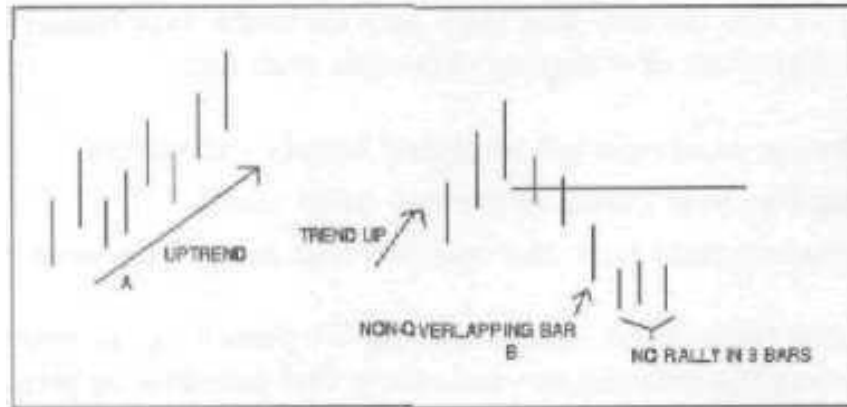 UPTREND
A
TREND UP
NON-OVERLAPPING BAR
B
NO RALLY IN 3 BARS